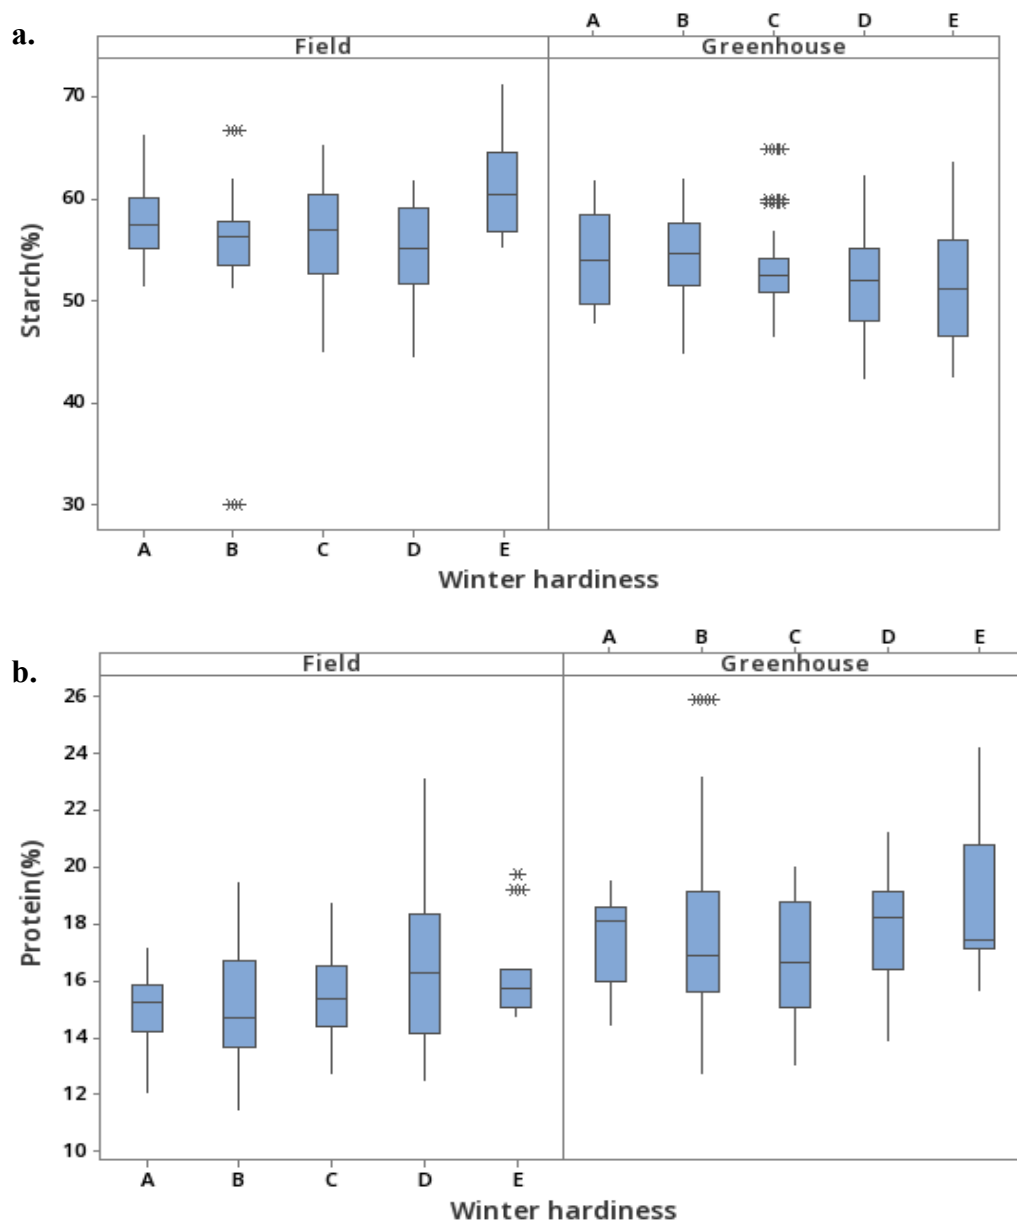 a.
A B C D E
Field Greenhouse
70
60
50
40
30
Starch(%)
A B C D E
Winter hardiness
A B C D E
b.
Field Greenhouse
26
24
22
20
18
16
14
12
10
Protein(%)
A B C D E
Winter hardiness